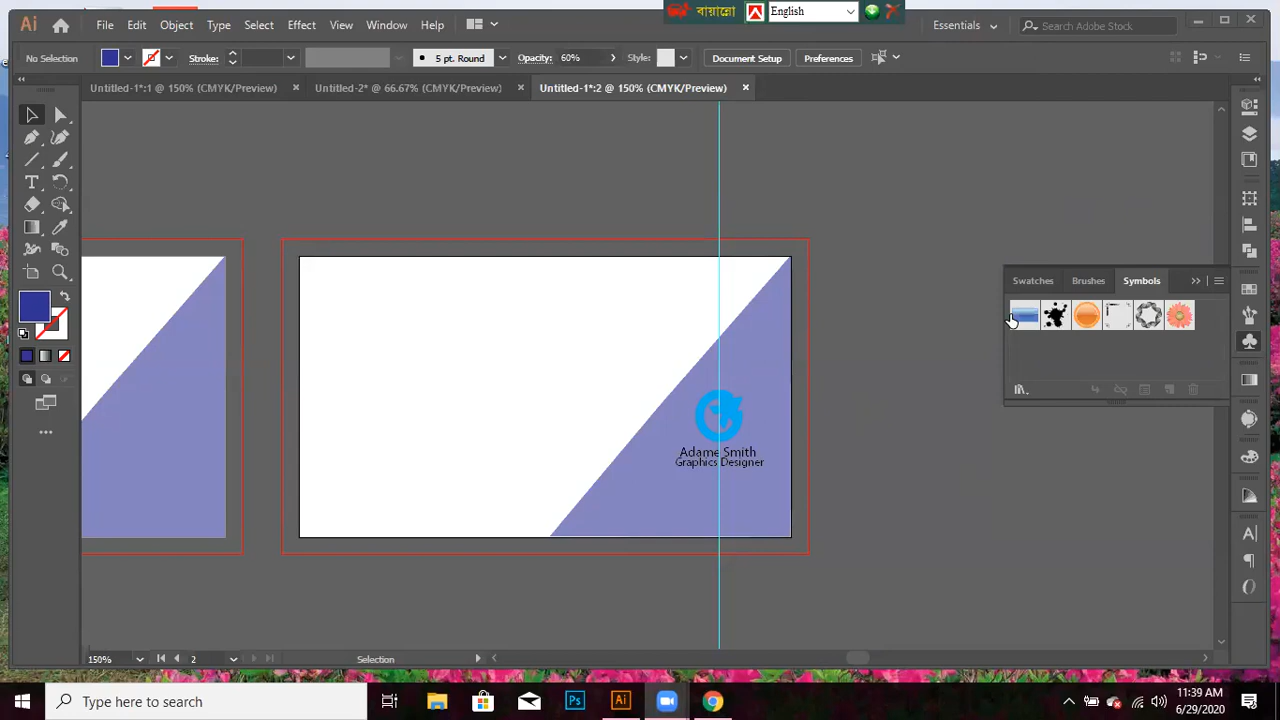 বায়ান্নো
English
Ai
File Edit Object Type Select Effect View Window Help
Essentials
Search Adobe Stock
No Selection
Stroke:
5 pt. Round
Opacity: 60%
Style:
Document Setup
Preferences
Untitled-1*:1 @ 150% (CMYK/Preview)
Untitled-2* @ 66.67% (CMYK/Preview)
Untitled-1*:2 @ 150% (CMYK/Preview)
Swatches
Brushes
Symbols
Adame Smith
Graphics Designer
150%
2
Selection
Type here to search
Ps
Ai
11:39 AM
6/29/2020